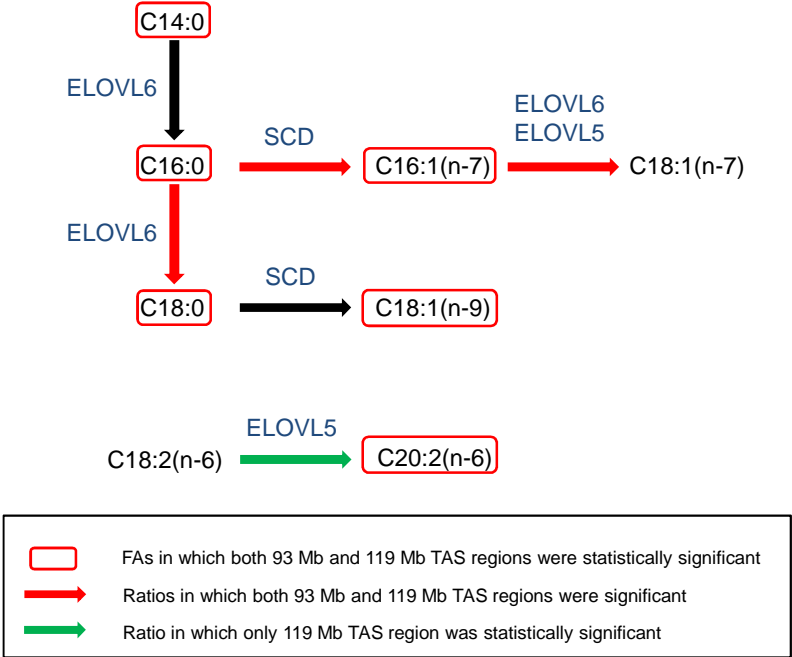 C14:0
ELOVL6
ELOVL6
ELOVL5
SCD
C16:0
C16:1(n-7)
C18:1(n-7)
ELOVL6
SCD
C18:0
C18:1(n-9)
ELOVL5
C18:2(n-6)
C20:2(n-6)
FAs in which both 93 Mb and 119 Mb TAS regions were statistically significant
Ratios in which both 93 Mb and 119 Mb TAS regions were significant
Ratio in which only 119 Mb TAS region was statistically significant